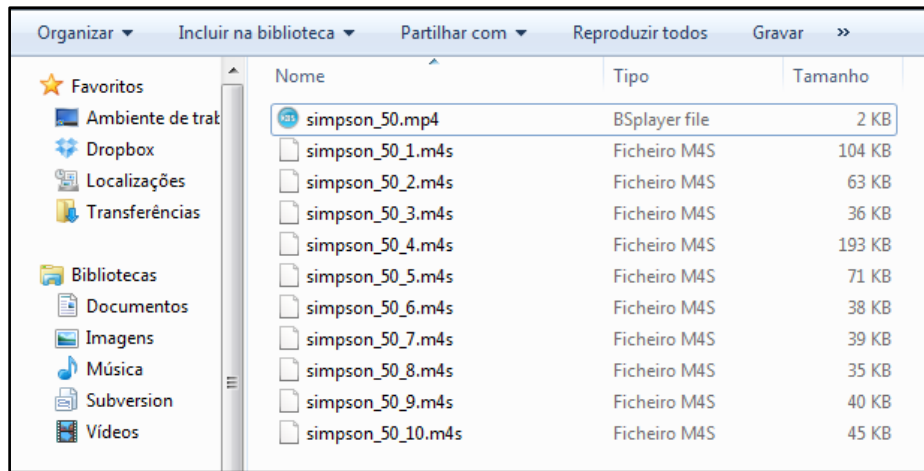 Organizar Incluir na biblioteca Partilhar com Reproduzir todos Gravar »
Favoritos
Ambiente de trab
Dropbox
Localizações
Transferências
Bibliotecas
Documentos
Imagens
Música
Subversion
Vídeos
Nome Tipo Tamanho
simpson_50.mp4 BSplayer file 2 KB
simpson_50_1.m4s Ficheiro M4S 104 KB
simpson_50_2.m4s Ficheiro M4S 63 KB
simpson_50_3.m4s Ficheiro M4S 36 KB
simpson_50_4.m4s Ficheiro M4S 193 KB
simpson_50_5.m4s Ficheiro M4S 71 KB
simpson_50_6.m4s Ficheiro M4S 38 KB
simpson_50_7.m4s Ficheiro M4S 39 KB
simpson_50_8.m4s Ficheiro M4S 35 KB
simpson_50_9.m4s Ficheiro M4S 40 KB
simpson_50_10.m4s Ficheiro M4S 45 KB